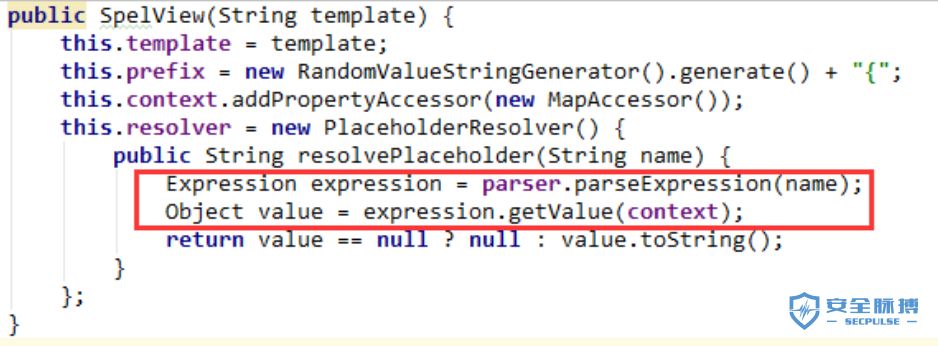 public SpelView(String template) {
    this.template = template;
    this.prefix = new RandomValueStringGenerator().generate() + "{";
    this.context.addPropertyAccessor(new MapAccessor());
    this.resolver = new PlaceholderResolver() {
        public String resolvePlaceholder(String name) {
            Expression expression = parser.parseExpression(name);
            Object value = expression.getValue(context);
            return value == null ? null : value.toString();
        }
    };
}
安全脉搏
— SECPULSE —